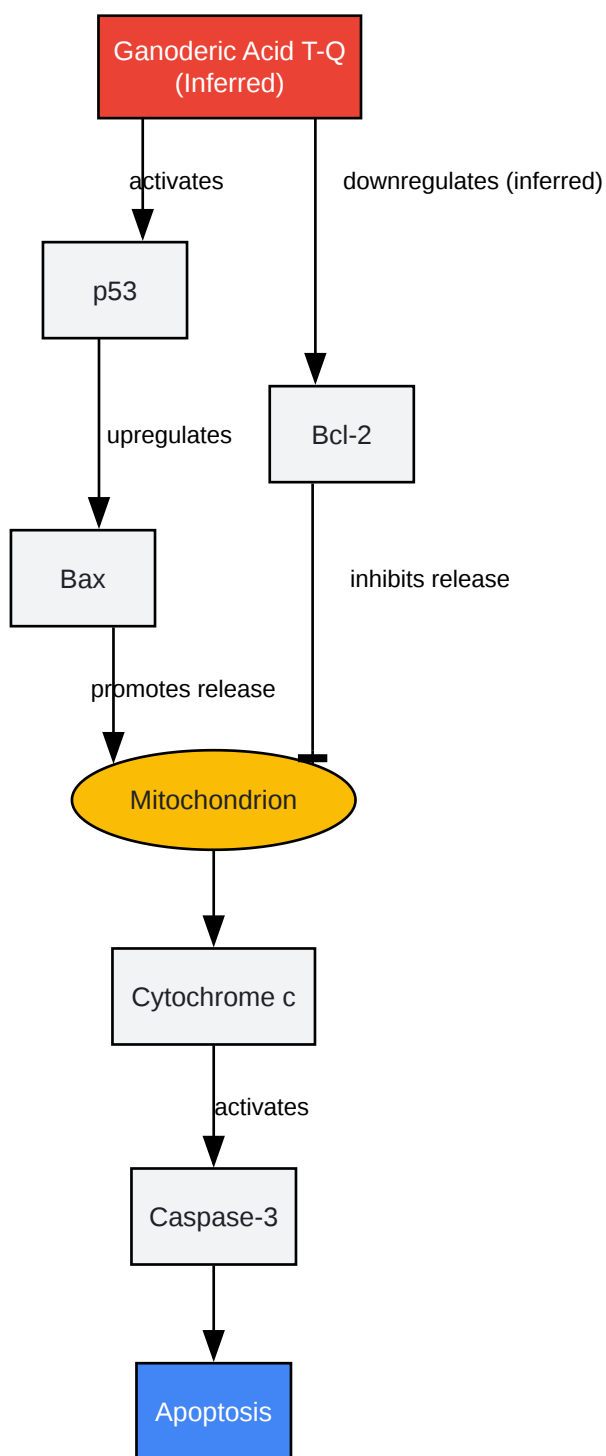 Ganoderic Acid T-Q
(Inferred)
activates
downregulates (inferred)
p53
upregulates
Bcl-2
Bax
inhibits release
promotes release
Mitochondrion
Cytochrome c
activates
Caspase-3
Apoptosis